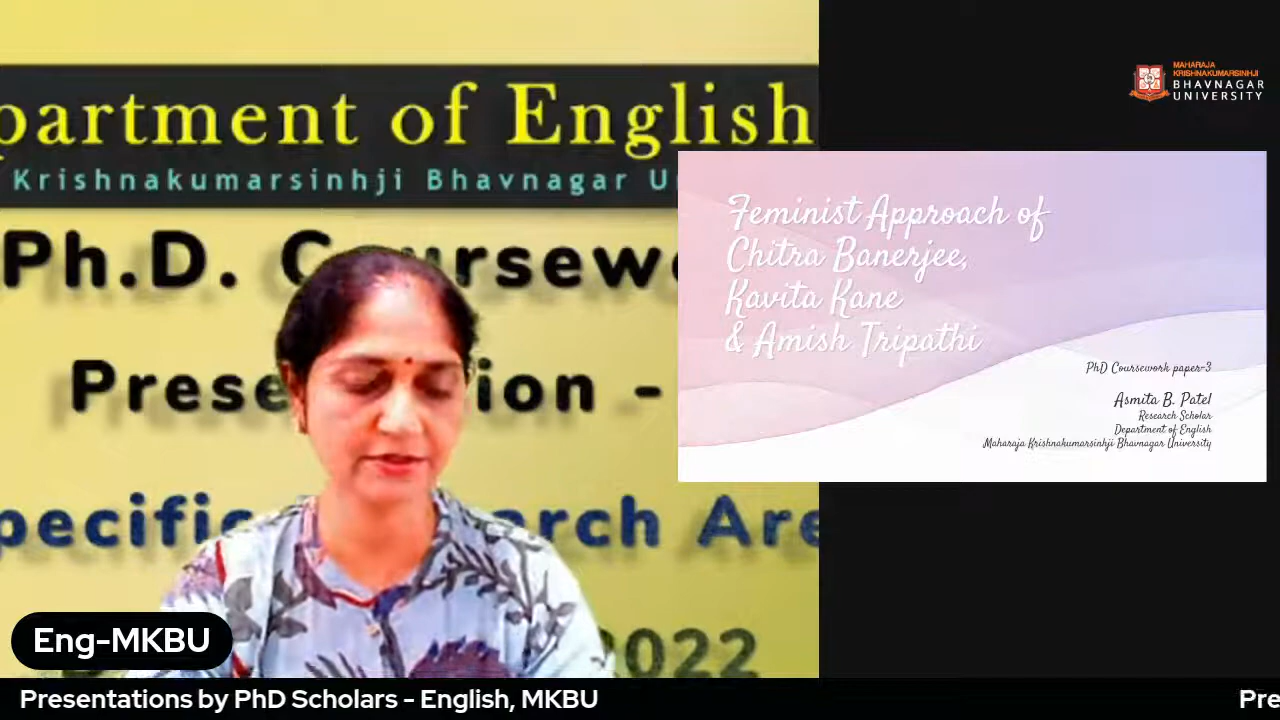 partment of English
Krishnakumarsinhji Bhavnagar U
Ph.D. Coursew
Prese ion -
pecific arch Are
2022
Eng-MKBU
Presentations by PhD Scholars - English, MKBU
MAHARAJA
KRISHNAKUMARSINHJI
BHAVNAGAR
UNIVERSITY
Feminist Approach of
Chitra Banerjee,
Kavita Kane
& Amish Tripathi
PhD Coursework paper-3
Asmita B. Patel
Research Scholar
Department of English
Maharaja Krishnakumarsinhji Bhavnagar University
Pre